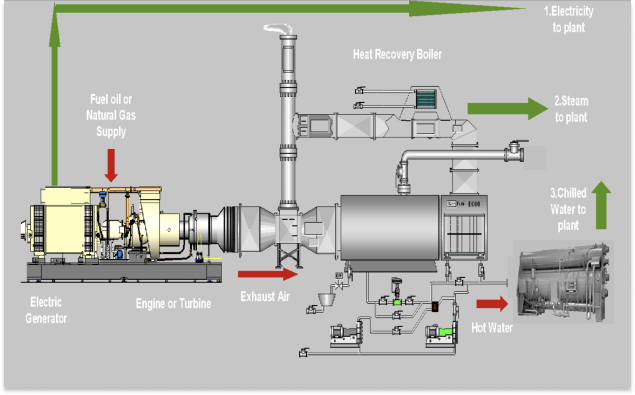 1.Electricity
to plant
Heat Recovery Boiler
Fuel oil or
Natural Gas
Supply
2.Steam
to plant
3.Chilled
Water to
plant
Exhaust Air
Hot Water
Electric
Generator
Engine or Turbine